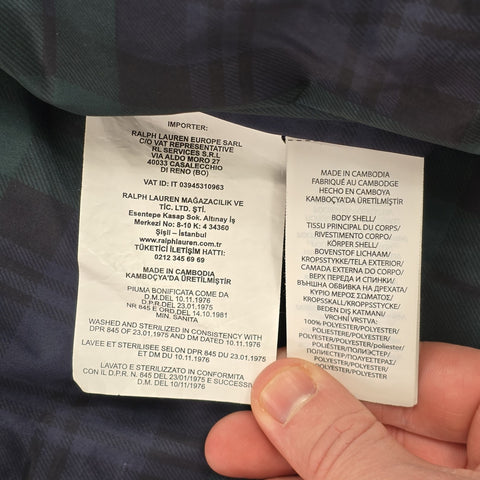 IMPORTER:
RALPH LAUREN EUROPE SARL
C/O VAT REPRESENTATIVE
RL SERVICES S.R.L
VIA ALDO MORO 27
40033 CASALECCHIO
DI RENO (BO)
VAT ID: IT 03945310963
RALPH LAUREN MAĞAZACILIK VE
TİC. LTD. ŞTİ.
Esentepe Kasap Sok. Altınay İş
Merkezi No: 8-10 K: 4 34360
Şişli – İstanbul
www.ralphlauren.com
TÜKETİCİ İLETİŞİM HATTI:
0212 345 69 69
MADE IN CAMBODIA
KAMBOÇYA'DA ÜRETİLMİŞTİR
PIUMA BONIFICATA COME DA
D.M.DEL 10.11.1976
D.P.R.DEL 23.01.1975
NR 845 E ORD.DEL 14.10.1981
MIN. SANITA
WASHED AND STERILIZED IN CONSISTENCY WITH
DPR 845 OF 23.01.1975 AND DM DATED 10.11.1976
LAVEE ET STERILISEE SELON DPR 845 DU 23.01.1975
ET DM DU 10.11.1976
LAVATO E STERILIZZATO IN CONFORMITA
CON IL D.P.R. N. 845 DEL 23/01/1975 E SUCCESSIVI
D.M. DEL 10/11/1976
MADE IN CAMBODIA
FABRIQUÉ AU CAMBODGE
HECHO EN CAMBOYA
KAMBOÇYA'DA ÜRETİLMİŞTİR
BODY SHELL/
TISSU PRINCIPAL DU CORPS/
RIVESTIMENTO CORPO/
KÖRPER SHELL/
BOVENSTOF LICHAAM/
KROPSSTYKKE/TELA EXTERIOR/
CAMADA EXTERNA DO CORPO/
ВЕРХ ПЕРЕДА И СПИНКИ/
ВЪНШНА ОБВИВКА НА ДРЕХАТА/
ΚΥΡΙΟ ΜΕΡΟΣ ΣΩΜΑΤΟΣ/
KROPSSKALL/KROPPSSTYCKE/
BEDEN DIŞ KATMANI/
VRCHNÍ VRSTVA:
100% POLYESTER/POLYESTER/
POLIESTERE/POLYESTER/
POLYESTER/POLYESTER/poliester/
POLIÉSTER/ПОЛИЭСТЕР/
ПОЛИЕСТЕР/ΠΟΛΥΕΣΤΕΡΑΣ/
POLYESTER/POLYESTER/
POLYESTER/POLYESTER